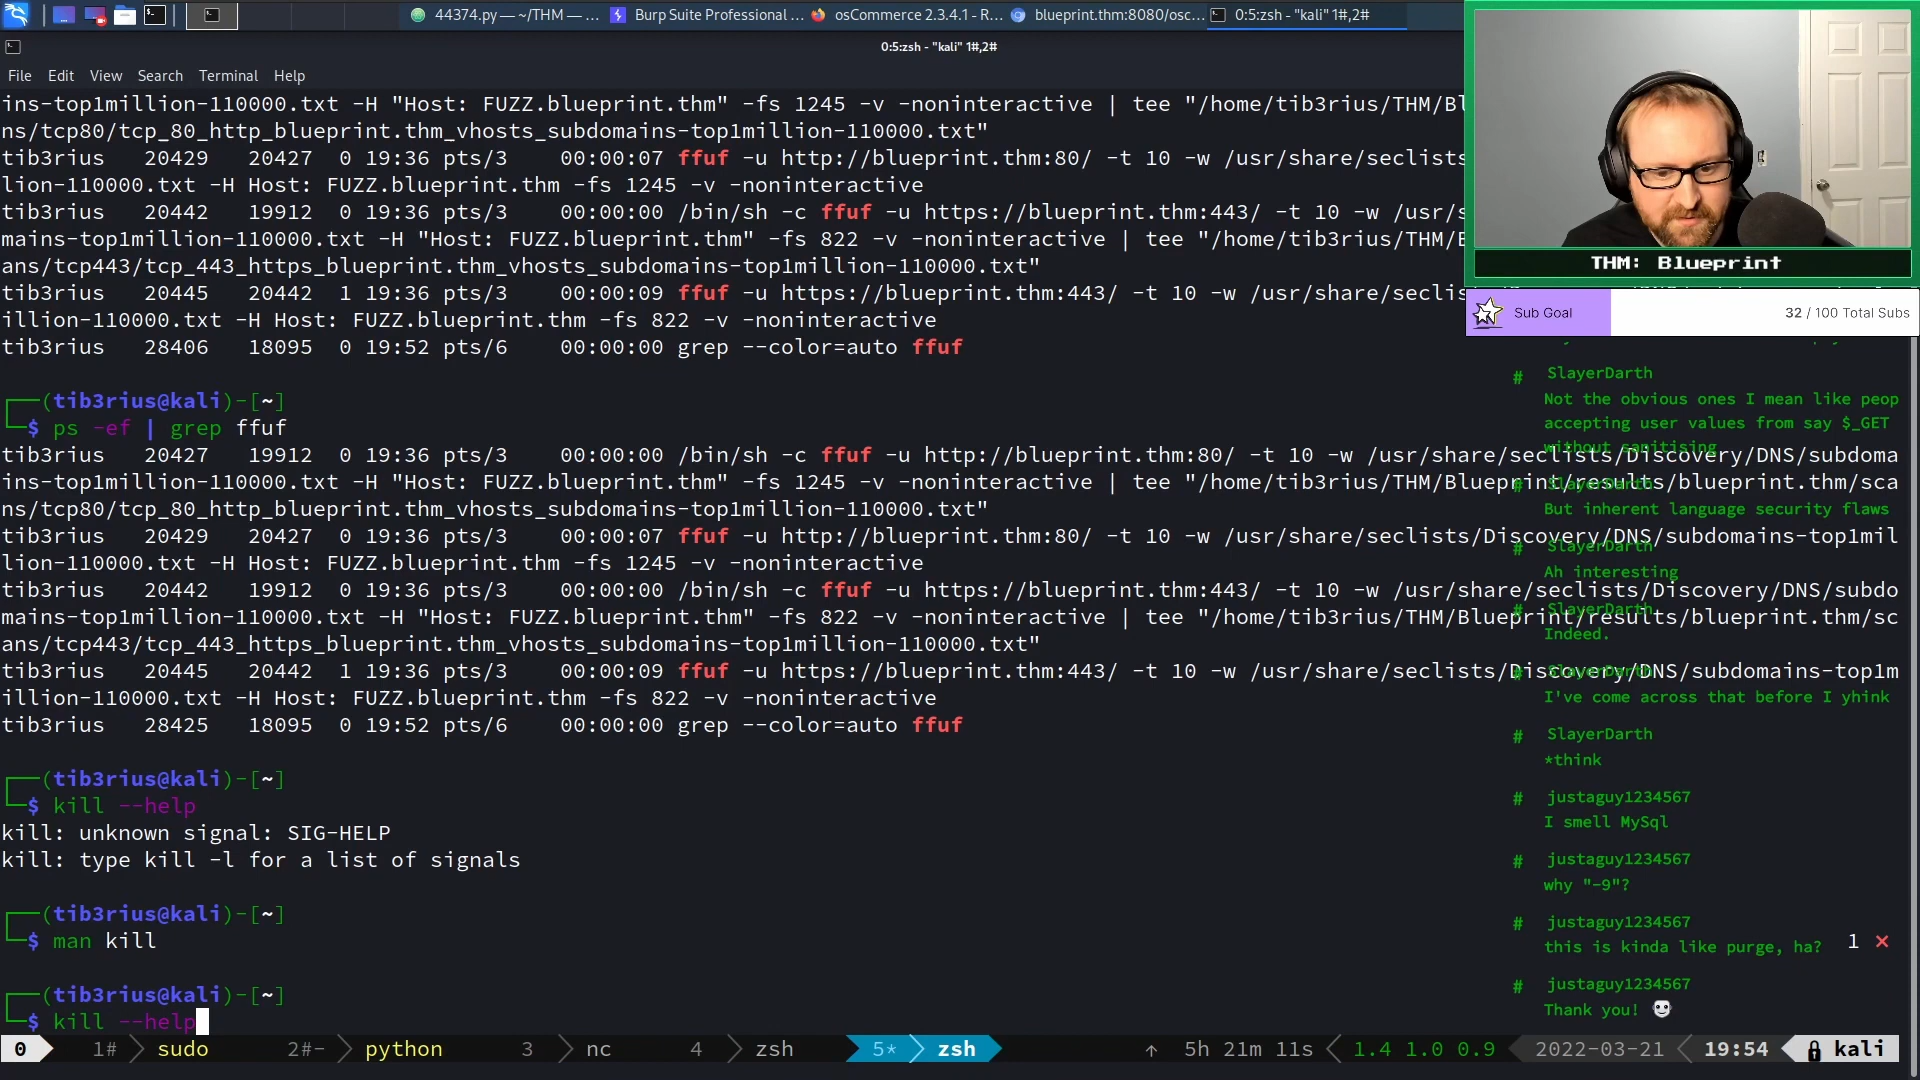 44374.py — ~/THM — ...
Burp Suite Professional ...
osCommerce 2.3.4.1 - R...
blueprint.thm:8080/osc...
0:5:zsh - "kali" 1#,2#
0:5:zsh - "kali" 1#,2#
File Edit View Search Terminal Help
ins-top1million-110000.txt -H "Host: FUZZ.blueprint.thm" -fs 1245 -v -noninteractive | tee "/home/tib3rius/THM/Bl
ns/tcp80/tcp_80_http_blueprint.thm_vhosts_subdomains-top1million-110000.txt"
tib3rius 20429 20427 0 19:36 pts/3 00:00:07 ffuf -u http://blueprint.thm:80/ -t 10 -w /usr/share/seclists
lion-110000.txt -H Host: FUZZ.blueprint.thm -fs 1245 -v -noninteractive
tib3rius 20442 19912 0 19:36 pts/3 00:00:00 /bin/sh -c ffuf -u https://blueprint.thm:443/ -t 10 -w /usr/s
mains-top1million-110000.txt -H "Host: FUZZ.blueprint.thm" -fs 822 -v -noninteractive | tee "/home/tib3rius/THM/B
ans/tcp443/tcp_443_https_blueprint.thm_vhosts_subdomains-top1million-110000.txt"
tib3rius 20445 20442 1 19:36 pts/3 00:00:09 ffuf -u https://blueprint.thm:443/ -t 10 -w /usr/share/seclis
illion-110000.txt -H Host: FUZZ.blueprint.thm -fs 822 -v -noninteractive
tib3rius 28406 18095 0 19:52 pts/6 00:00:00 grep --color=auto ffuf
(tib3rius@kali)-[~]
$ ps -ef | grep ffuf
tib3rius 20427 19912 0 19:36 pts/3 00:00:00 /bin/sh -c ffuf -u http://blueprint.thm:80/ -t 10 -w /usr/share/seclists/Discovery/DNS/subdoma
ins-top1million-110000.txt -H "Host: FUZZ.blueprint.thm" -fs 1245 -v -noninteractive | tee "/home/tib3rius/THM/Blueprint/results/blueprint.thm/sca
ns/tcp80/tcp_80_http_blueprint.thm_vhosts_subdomains-top1million-110000.txt"
tib3rius 20429 20427 0 19:36 pts/3 00:00:07 ffuf -u http://blueprint.thm:80/ -t 10 -w /usr/share/seclists/Discovery/DNS/subdomains-top1mil
lion-110000.txt -H Host: FUZZ.blueprint.thm -fs 1245 -v -noninteractive
tib3rius 20442 19912 0 19:36 pts/3 00:00:00 /bin/sh -c ffuf -u https://blueprint.thm:443/ -t 10 -w /usr/share/seclists/Discovery/DNS/subdo
mains-top1million-110000.txt -H "Host: FUZZ.blueprint.thm" -fs 822 -v -noninteractive | tee "/home/tib3rius/THM/Blueprint/results/blueprint.thm/sc
ans/tcp443/tcp_443_https_blueprint.thm_vhosts_subdomains-top1million-110000.txt"
tib3rius 20445 20442 1 19:36 pts/3 00:00:09 ffuf -u https://blueprint.thm:443/ -t 10 -w /usr/share/seclists/Discovery/DNS/subdomains-top1m
illion-110000.txt -H Host: FUZZ.blueprint.thm -fs 822 -v -noninteractive
tib3rius 28425 18095 0 19:52 pts/6 00:00:00 grep --color=auto ffuf
(tib3rius@kali)-[~]
$ kill --help
kill: unknown signal: SIG-HELP
kill: type kill -l for a list of signals
(tib3rius@kali)-[~]
$ man kill
1 ✕
(tib3rius@kali)-[~]
$ kill --help
THM: Blueprint
Sub Goal 32 / 100 Total Subs
# SlayerDarth
Not the obvious ones I mean like peop
accepting user values from say $_GET
without sanitising
# SlayerDarth
But inherent language security flaws
# SlayerDarth
Ah interesting
# SlayerDarth
Indeed.
# SlayerDarth
I've come across that before I yhink
# SlayerDarth
*think
# justaguy1234567
I smell MySql
# justaguy1234567
why "-9"?
# justaguy1234567
this is kinda like purge, ha?
# justaguy1234567
Thank you!
0 1# sudo 2#- python 3 nc 4 zsh 5* zsh ↑ 5h 21m 11s 1.4 1.0 0.9 2022-03-21 19:54 kali